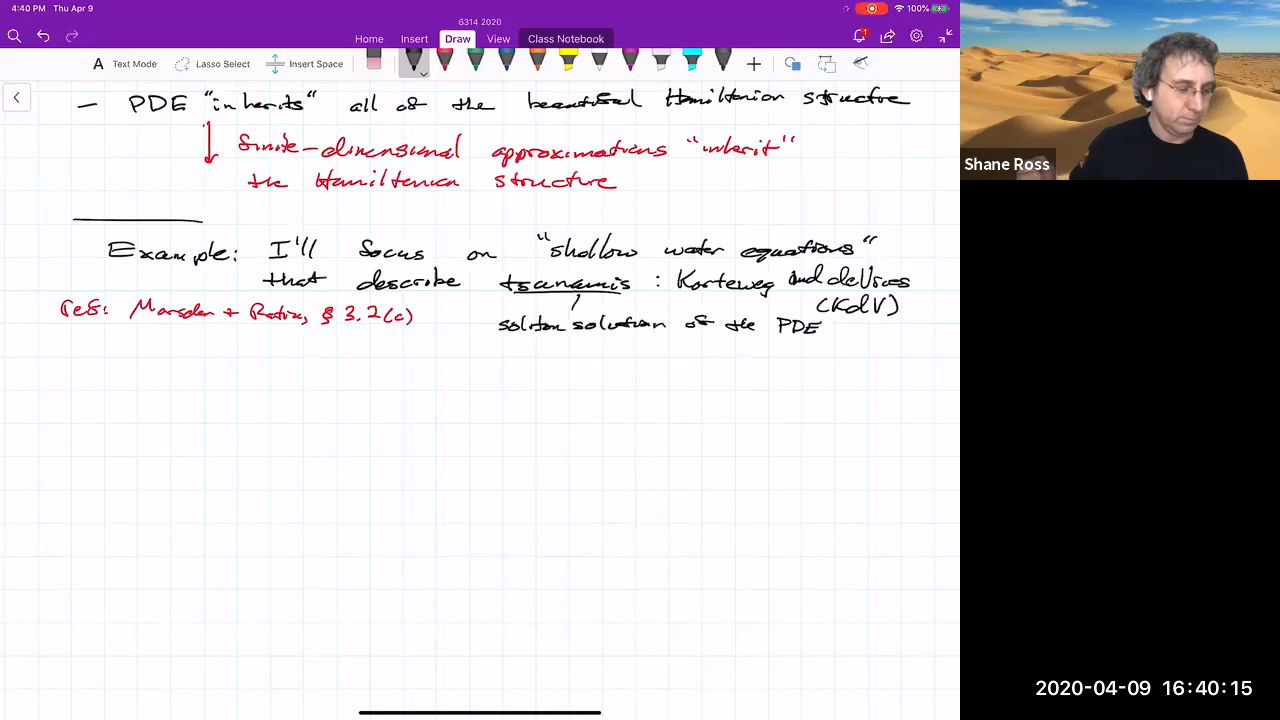 4:40 PM Thu Apr 9
100%
6314 2020
Home Insert Draw View Class Notebook
Text Mode Lasso Select Insert Space
— PDE "inherits" all of the beautiful Hamiltonian structure
finite-dimensional approximations "inherit"
the Hamiltonian structure
Example: I'll focus on "shallow water equations"
that describe tsunamis : Korteweg and deVries
(KdV)
ref: Marsden + Ratiu, § 3.2(c)
soliton solution of the PDE
Shane Ross
2020-04-09 16:40:15